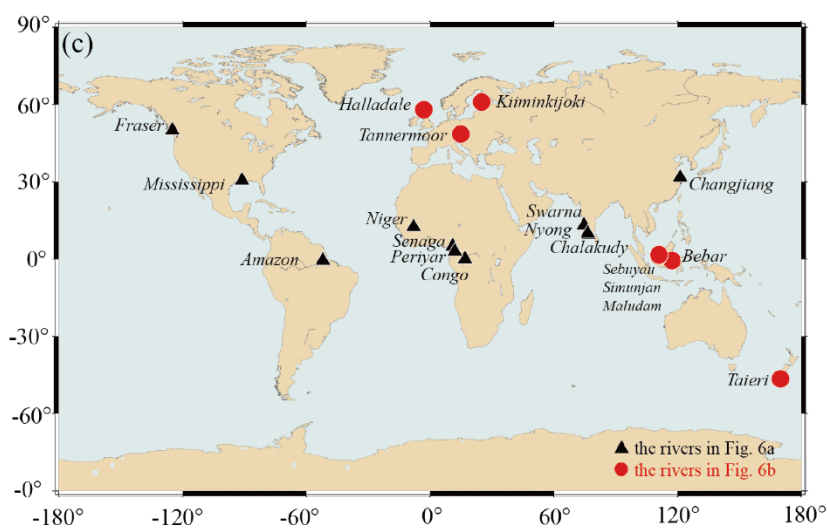 90°
(c)
Halladale
Kiiminkijoki
60°
Fraser
Tannermoor
30°
Mississippi
Changjiang
Niger
Swarna
Senaga
Nyong
Periyar
Chalakudy
0°
Amazon
Congo
Bebar
Sebuyau
Simunjan
Maludam
-30°
Taieri
-60°
the rivers in Fig. 6a
the rivers in Fig. 6b
-0°
-180° -120° -60° 0° 60° 120° 180°